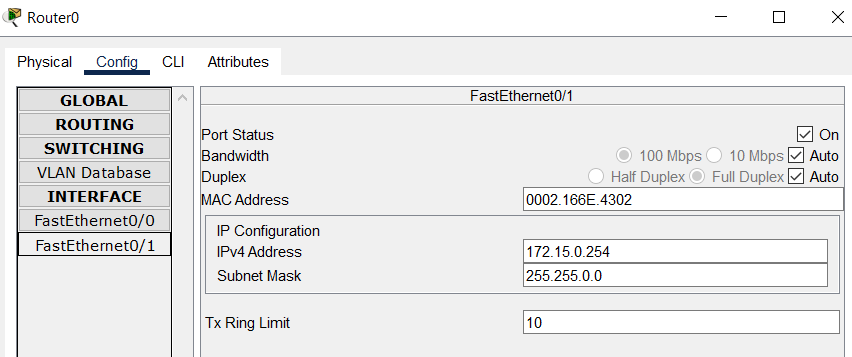 Router0
Physical Config CLI Attributes
GLOBAL
ROUTING
SWITCHING
VLAN Database
INTERFACE
FastEthernet0/0
FastEthernet0/1
FastEthernet0/1
Port Status On
Bandwidth 100 Mbps 10 Mbps Auto
Duplex Half Duplex Full Duplex Auto
MAC Address 0002.166E.4302
IP Configuration
IPv4 Address 172.15.0.254
Subnet Mask 255.255.0.0
Tx Ring Limit 10